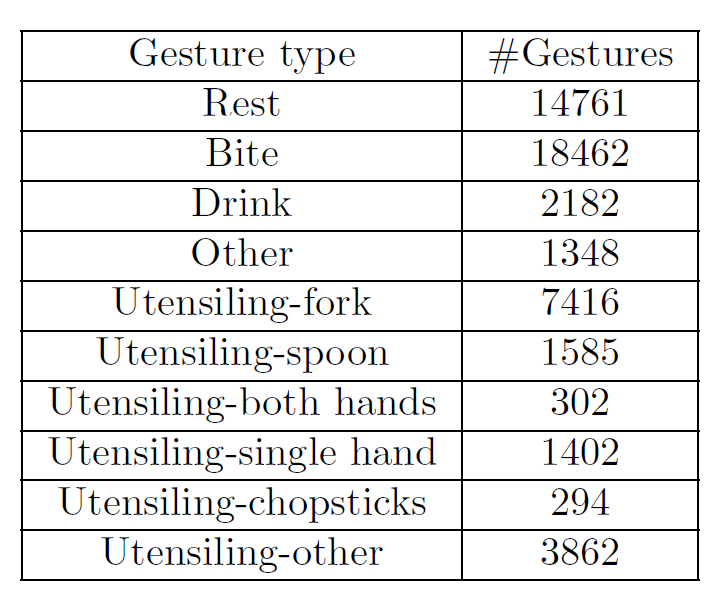 Gesture type #Gestures
Rest 14761
Bite 18462
Drink 2182
Other 1348
Utensiling-fork 7416
Utensiling-spoon 1585
Utensiling-both hands 302
Utensiling-single hand 1402
Utensiling-chopsticks 294
Utensiling-other 3862